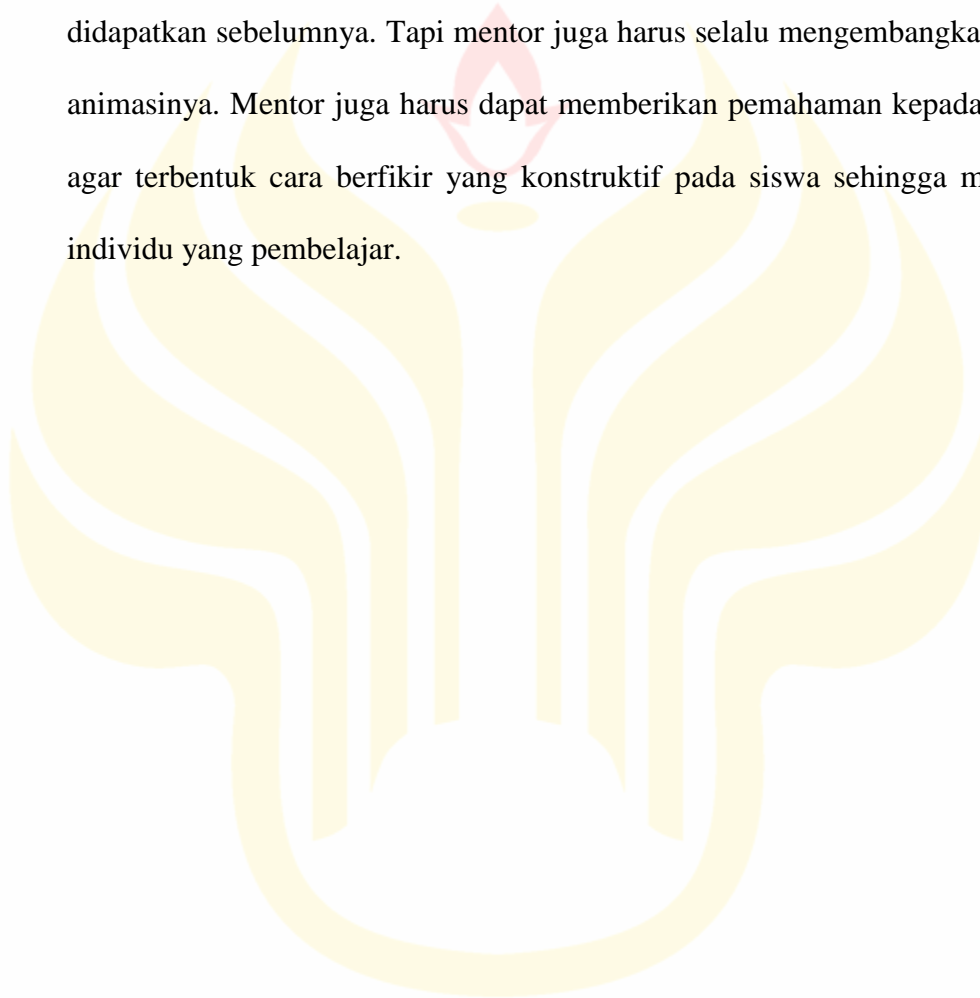 didapatkan sebelumnya. Tapi mentor juga harus selalu mengembangka
animasinya. Mentor juga harus dapat memberikan pemahaman kepada
agar terbentuk cara berfikir yang konstruktif pada siswa sehingga m
individu yang pembelajar.